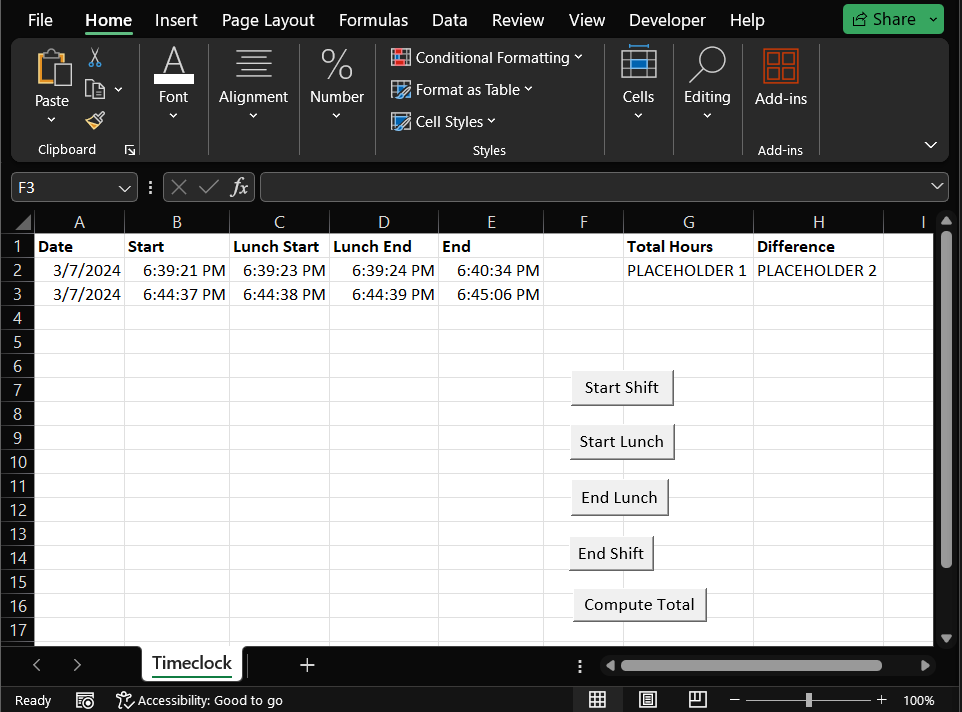 File Home Insert Page Layout Formulas Data Review View Developer Help Share
Paste
Clipboard
Font
Alignment
Number
Conditional Formatting
Format as Table
Cell Styles
Styles
Cells
Editing
Add-ins
Add-ins
F3 fx
A B C D E F G H I
1 Date Start Lunch Start Lunch End End Total Hours Difference
2 3/7/2024 6:39:21 PM 6:39:23 PM 6:39:24 PM 6:40:34 PM PLACEHOLDER 1 PLACEHOLDER 2
3 3/7/2024 6:44:37 PM 6:44:38 PM 6:44:39 PM 6:45:06 PM
4
5
6
7 Start Shift
8
9 Start Lunch
10
11
12 End Lunch
13
14 End Shift
15
16 Compute Total
17
Timeclock
Ready Accessibility: Good to go 100%